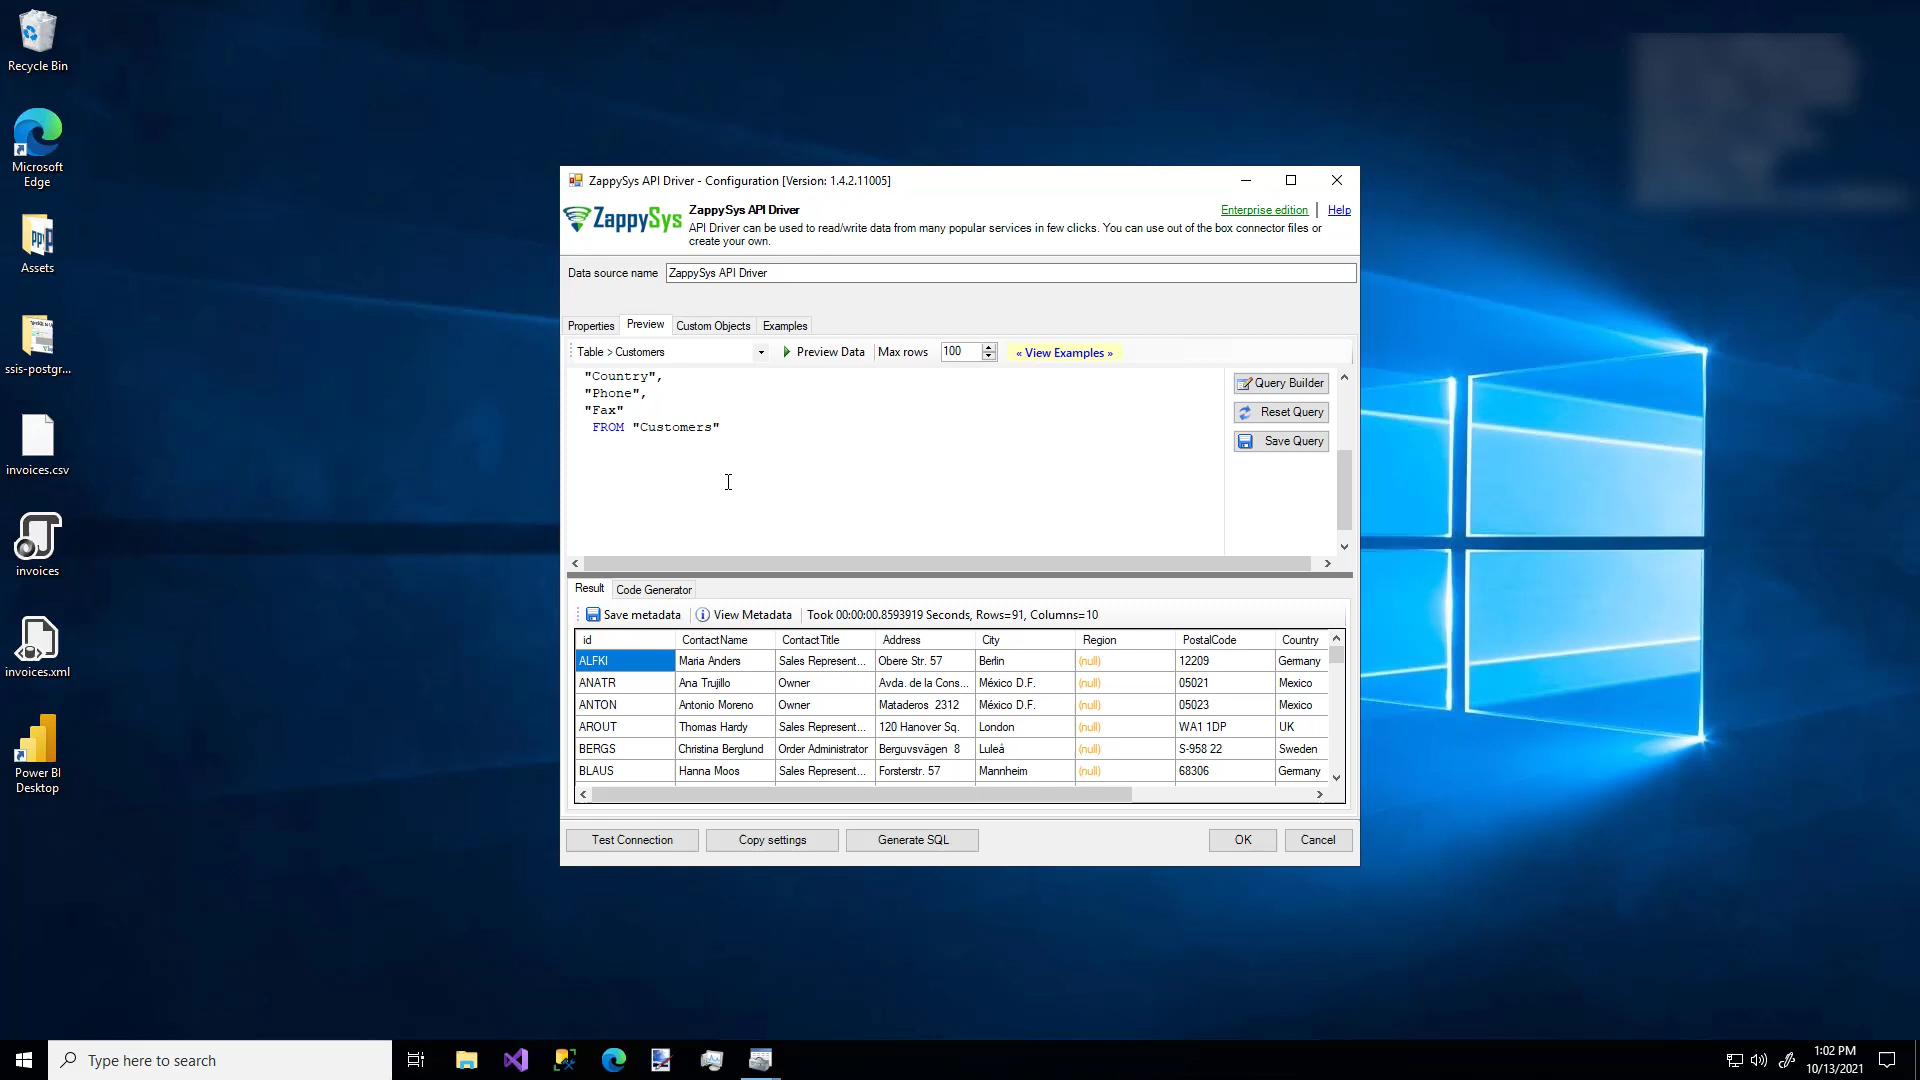 Recycle Bin
Microsoft
Edge
Assets
ssis-postgr...
invoices.csv
invoices
invoices.xml
Power BI
Desktop
ZappySys API Driver - Configuration [Version: 1.4.2.11005]
ZappySys
ZappySys API Driver
API Driver can be used to read/write data from many popular services in few clicks. You can use out of the box connector files or
create your own.
Enterprise edition
Help
Data source name ZappySys API Driver
Properties Preview Custom Objects Examples
Table > Customers Preview Data Max rows 100 « View Examples »
"Country",
"Phone",
"Fax"
FROM "Customers"
Query Builder
Reset Query
Save Query
Result Code Generator
Save metadata View Metadata Took 00:00:00.8593919 Seconds, Rows=91, Columns=10
id ContactName ContactTitle Address City Region PostalCode Country
ALFKI Maria Anders Sales Represent... Obere Str. 57 Berlin (null) 12209 Germany
ANATR Ana Trujillo Owner Avda. de la Cons... México D.F. (null) 05021 Mexico
ANTON Antonio Moreno Owner Mataderos 2312 México D.F. (null) 05023 Mexico
AROUT Thomas Hardy Sales Represent... 120 Hanover Sq. London (null) WA1 1DP UK
BERGS Christina Berglund Order Administrator Berguvsvägen 8 Luleå (null) S-958 22 Sweden
BLAUS Hanna Moos Sales Represent... Forsterstr. 57 Mannheim (null) 68306 Germany
Test Connection Copy settings Generate SQL OK Cancel
Type here to search
1:02 PM
10/13/2021